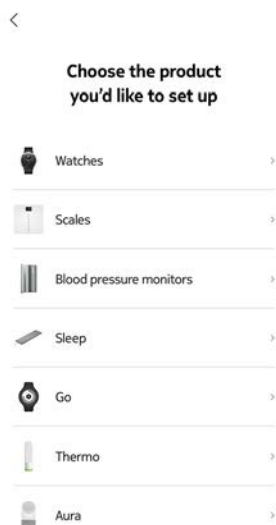 Choose the product
you'd like to set up
Watches
Scales
Blood pressure monitors
Sleep
Go
Thermo
Aura